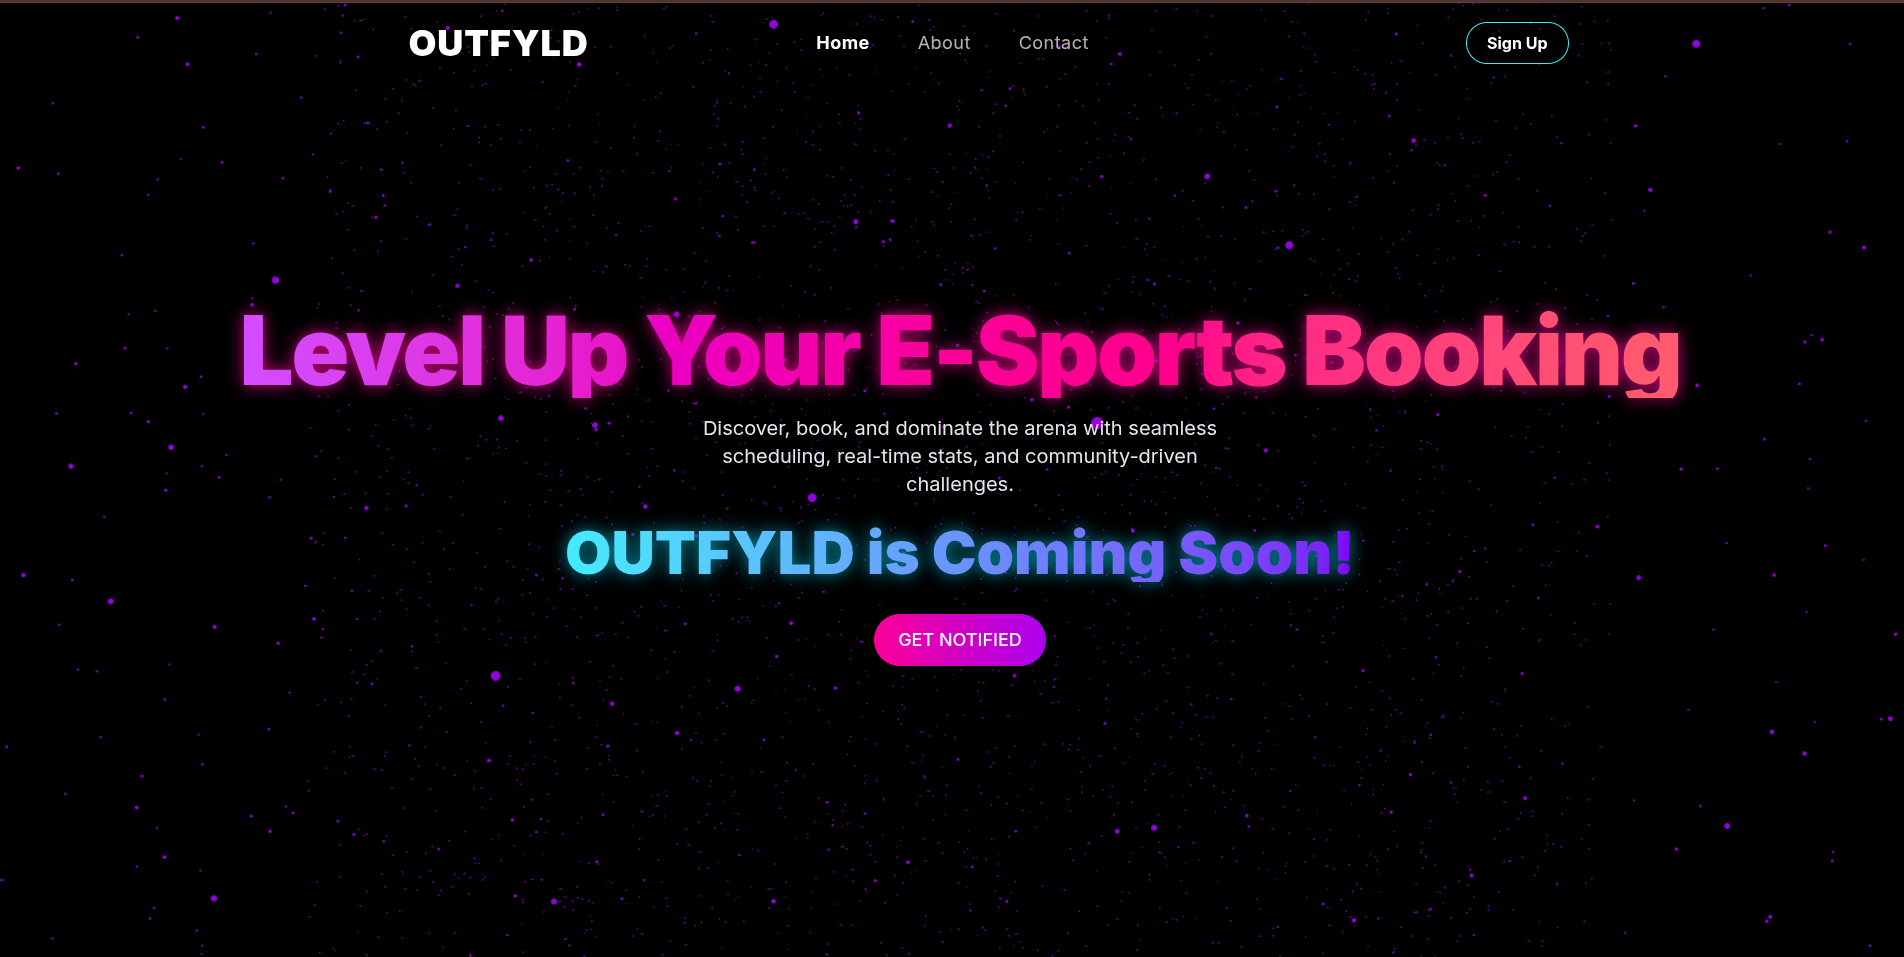 OUTFYLD
Home
About
Contact
Sign Up
Level Up Your E-Sports Booking
Discover, book, and dominate the arena with seamless
scheduling, real-time stats, and community-driven
challenges.
OUTFYLD is Coming Soon!
GET NOTIFIED